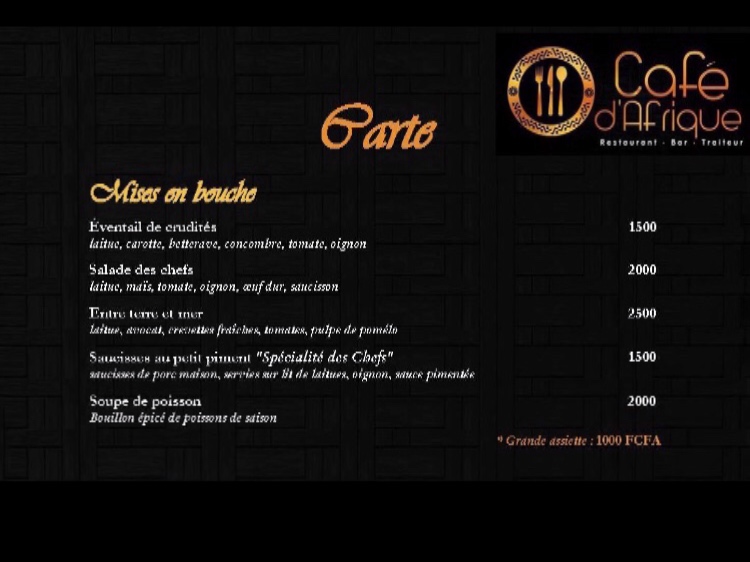 Café
d'Afrique
Restaurant - Bar - Traiteur
Carte
Mises en bouche
Éventail de crudités 1500
laitue, carotte, betterave, concombre, tomate, oignon
Salade des chefs 2000
laitue, maïs, tomate, oignon, œuf dur, saucisson
Entre terre et mer 2500
laitue, avocat, crevettes fraîches, tomates, pulpe de pomélo
Saucisses au petit piment "Spécialité des Chefs" 1500
saucisses de porc maison, servies sur lit de laitues, oignon, sauce pimentée
Soupe de poisson 2000
Bouillon épicé de poissons de saison
*) Grande assiette : 1000 FCFA